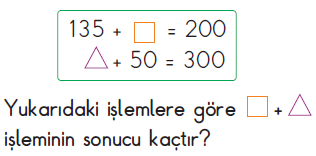 135 + □ = 200
△ + 50 = 300
Yukarıdaki işlemlere göre □ + △
işleminin sonucu kaçtır?